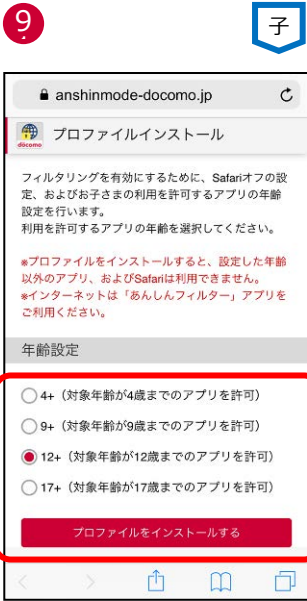 9
子
anshinmode-docomo.jp
döcomo
プロファイルインストール
フィルタリングを有効にするために、Safariオフの設
定、およびお子さまの利用を許可するアプリの年齢
設定を行います。
利用を許可するアプリの年齢を選択してください。
※プロファイルをインストールすると、設定した年齢
以外のアプリ、およびSafariは利用できません。
※インターネットは「あんしんフィルター」アプリを
ご利用ください。
年齢設定
4+（対象年齢が4歳までのアプリを許可）
9+（対象年齢が9歳までのアプリを許可）
12+（対象年齢が12歳までのアプリを許可）
17+（対象年齢が17歳までのアプリを許可）
プロファイルをインストールする